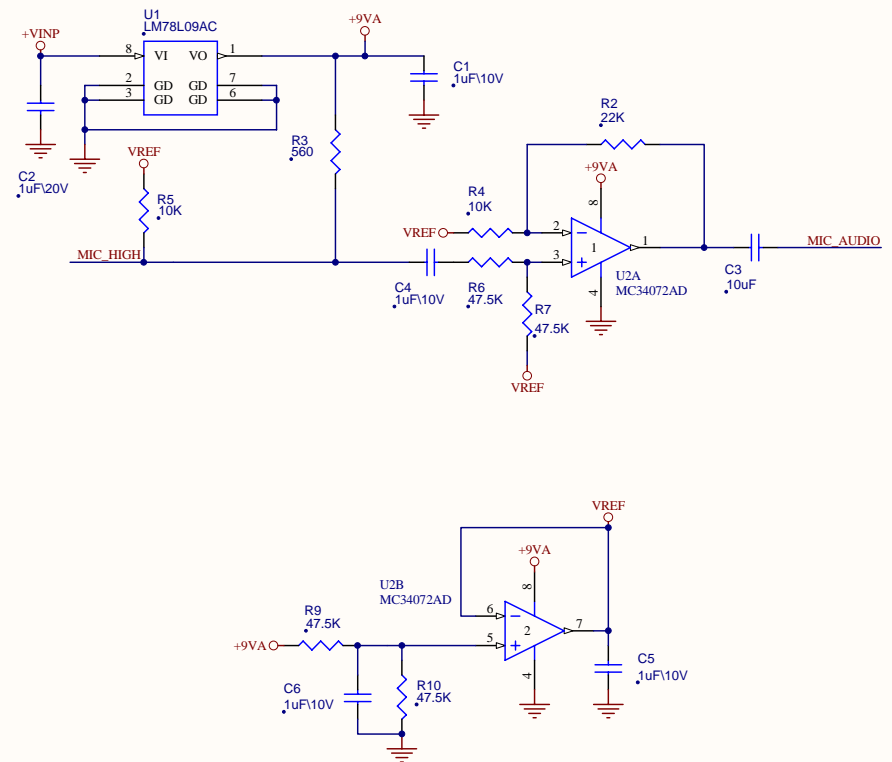 U1
LM78L09AC
+VINP
+9VA
8 VI VO 1
2 GD GD 7
3 GD GD 6
C1
1uF\10V
C2
1uF\20V
VREF
R5
10K
R3
560
MIC_HIGH
R2
22K
+9VA
8
R4
10K
VREF
2
1
1
3
4
U2A
MC34072AD
C4
1uF\10V
R6
47.5K
R7
47.5K
VREF
C3
10uF
MIC_AUDIO
VREF
+9VA
8
U2B
MC34072AD
6
2
7
5
4
R9
47.5K
+9VA
C6
1uF\10V
R10
47.5K
C5
1uF\10V